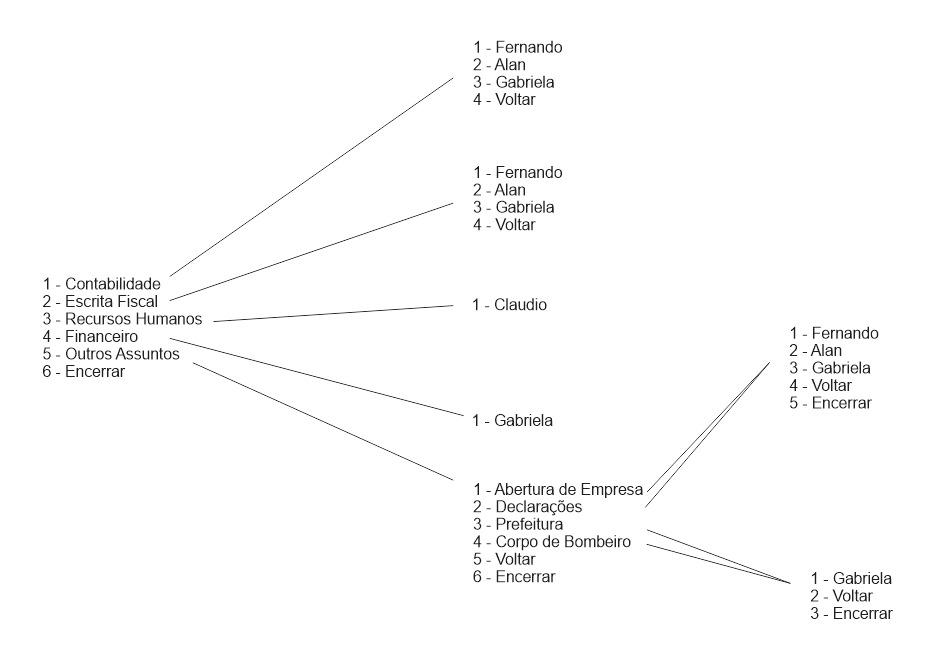 1 - Fernando
2 - Alan
3 - Gabriela
4 - Voltar
1 - Fernando
2 - Alan
3 - Gabriela
4 - Voltar
1 - Contabilidade
2 - Escrita Fiscal
3 - Recursos Humanos
4 - Financeiro
5 - Outros Assuntos
6 - Encerrar
1 - Claudio
1 - Gabriela
1 - Abertura de Empresa
2 - Declarações
3 - Prefeitura
4 - Corpo de Bombeiro
5 - Voltar
6 - Encerrar
1 - Fernando
2 - Alan
3 - Gabriela
4 - Voltar
5 - Encerrar
1 - Gabriela
2 - Voltar
3 - Encerrar